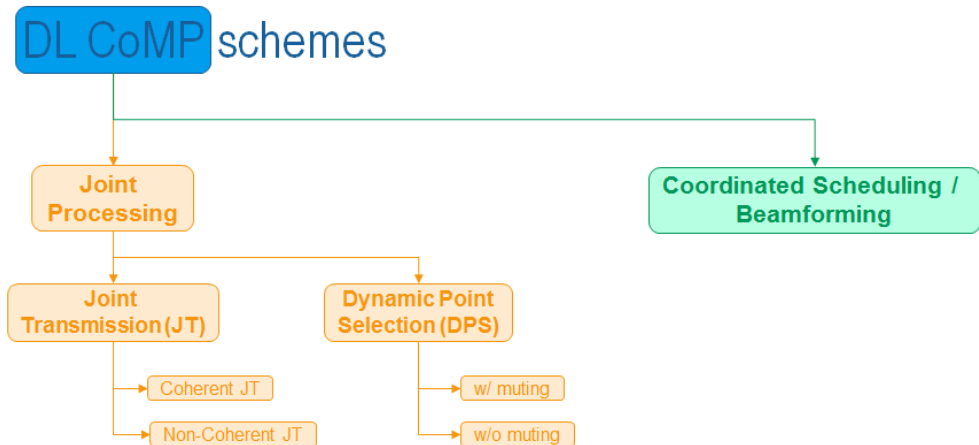 DL CoMP schemes
Joint
Processing
Coordinated Scheduling /
Beamforming
Joint
Transmission (JT)
Dynamic Point
Selection (DPS)
Coherent JT
Non-Coherent JT
w/ muting
w/o muting